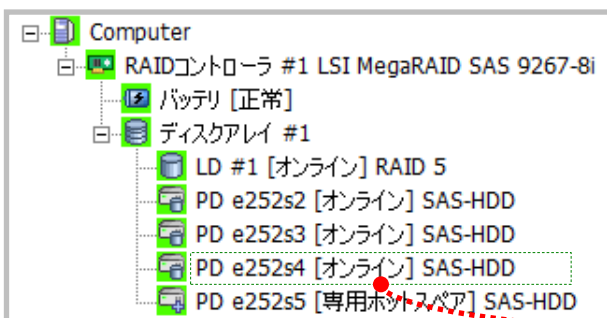 Computer
RAIDコントローラ #1 LSI MegaRAID SAS 9267-8i
バッテリ [正常]
ディスクアレイ #1
LD #1 [オンライン] RAID 5
PD e252s2 [オンライン] SAS-HDD
PD e252s3 [オンライン] SAS-HDD
PD e252s4 [オンライン] SAS-HDD
PD e252s5 [専用ホットスペア] SAS-HDD